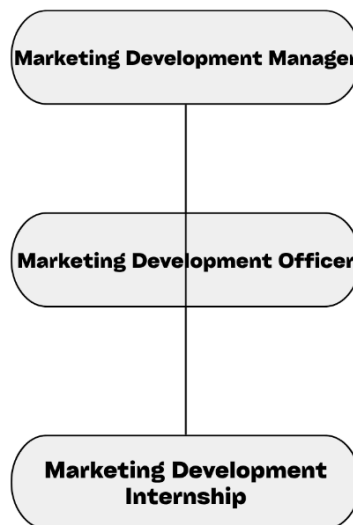 Marketing Development Manager
Marketing Development Officer
Marketing Development
Internship